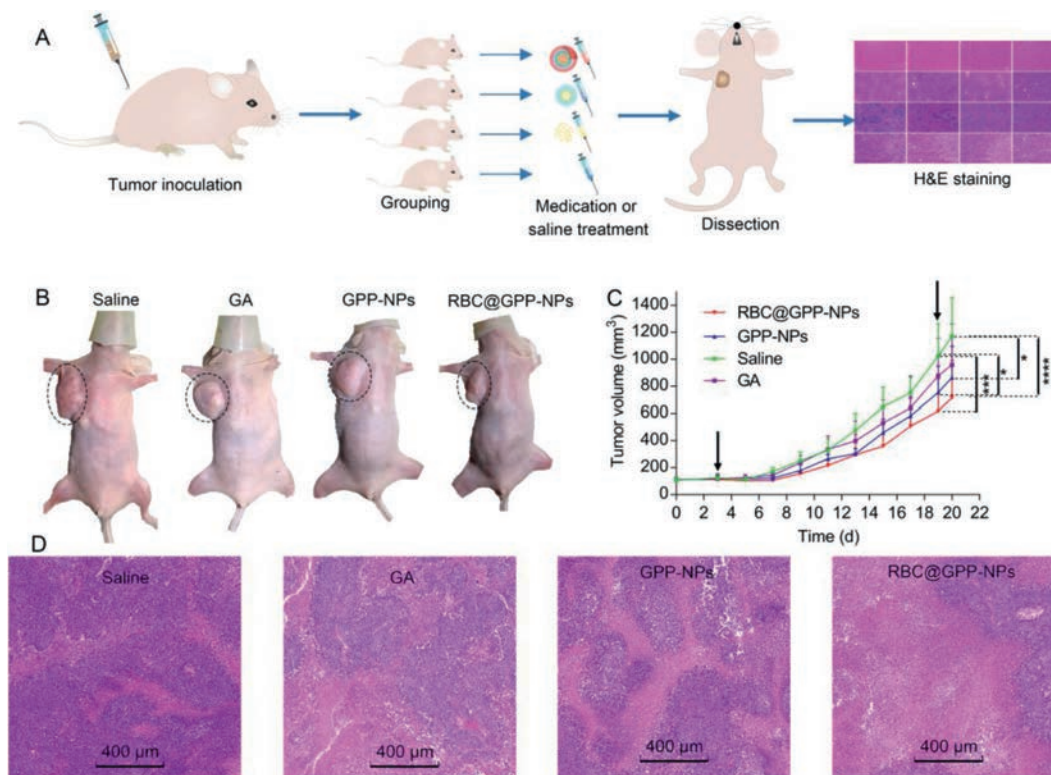 A
Tumor inoculation
Grouping
Medication or
saline treatment
Dissection
H&E staining
B
Saline
GA
GPP-NPs
RBC@GPP-NPs
C
Tumor volume (mm³)
1400
1200
1000
800
600
400
200
0
RBC@GPP-NPs
GPP-NPs
Saline
GA
***
*
*
****
0 2 4 6 8 10 12 14 16 18 20 22
Time (d)
D
Saline
GA
GPP-NPs
RBC@GPP-NPs
400 µm
400 µm
400 µm
400 µm